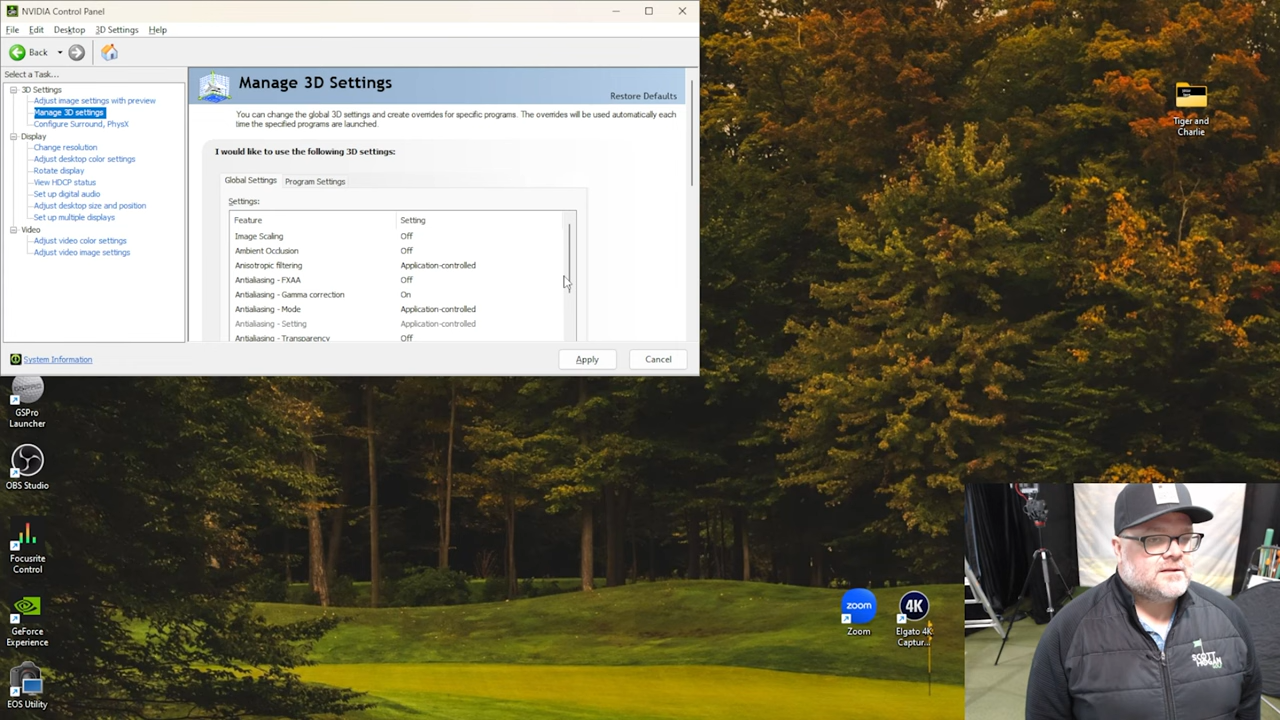 NVIDIA Control Panel
File Edit Desktop 3D Settings Help
Back
Select a Task...
3D Settings
Adjust image settings with preview
Manage 3D settings
Configure Surround, PhysX
Display
Change resolution
Adjust desktop color settings
Rotate display
View HDCP status
Set up digital audio
Adjust desktop size and position
Set up multiple displays
Video
Adjust video color settings
Adjust video image settings
System Information
Manage 3D Settings
Restore Defaults
You can change the global 3D settings and create overrides for specific programs. The overrides will be used automatically each
time the specified programs are launched.
I would like to use the following 3D settings:
Global Settings Program Settings
Settings:
Feature Setting
Image Scaling Off
Ambient Occlusion Off
Anisotropic filtering Application-controlled
Antialiasing - FXAA Off
Antialiasing - Gamma correction On
Antialiasing - Mode Application-controlled
Antialiasing - Setting Application-controlled
Antialiasing - Transparency Off
Apply Cancel
Tiger and
Charlie
GSPro
Launcher
OBS Studio
Focusrite
Control
GeForce
Experience
EOS Utility
zoom
Zoom
4K
Elgato 4K
Captur...
SCOTT
HOGAN